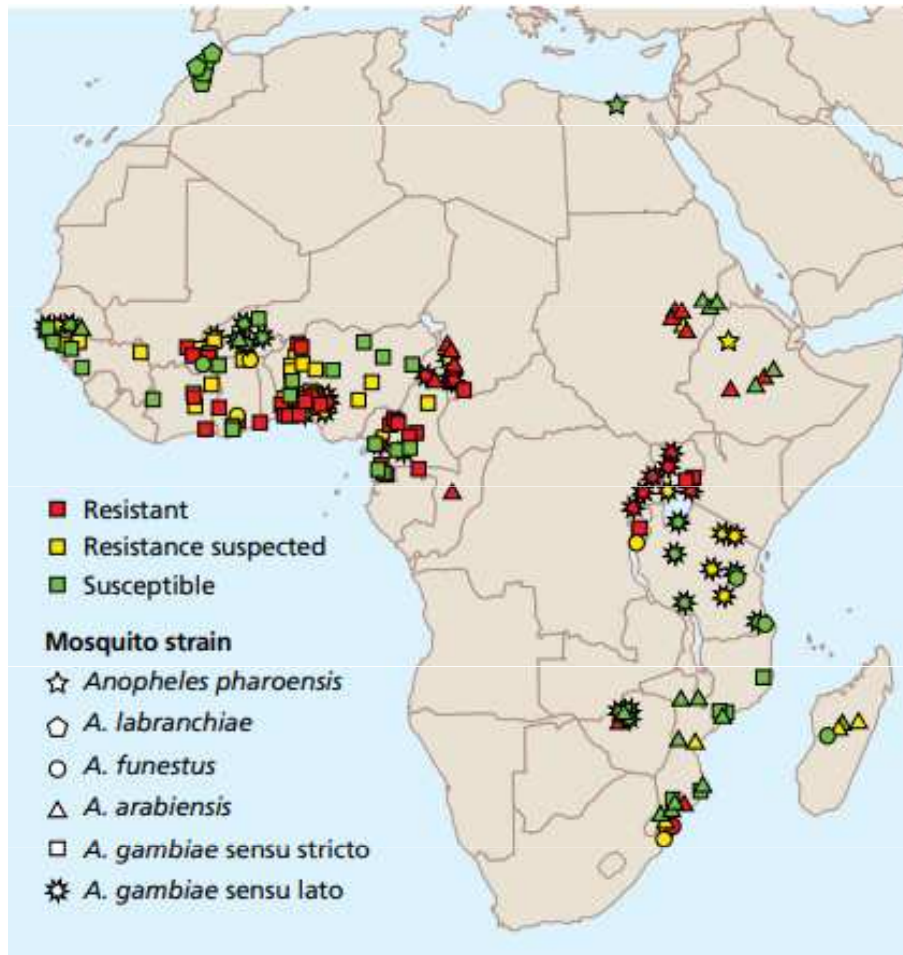 Resistant
Resistance suspected
Susceptible
Mosquito strain
Anopheles pharoensis
A. labranchiae
A. funestus
A. arabiensis
A. gambiae sensu stricto
A. gambiae sensu lato